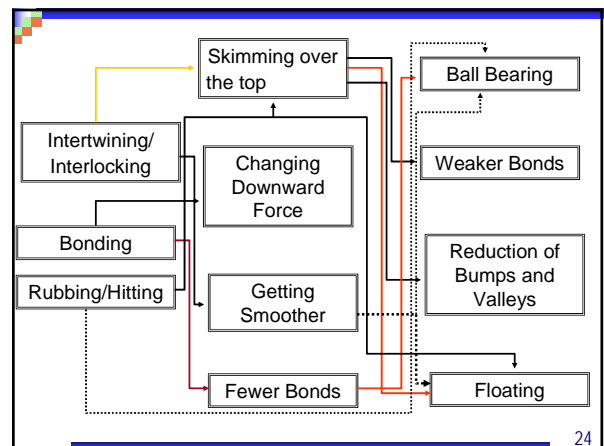 Skimming over
the top
Ball Bearing
Intertwining/
Interlocking
Changing
Downward
Force
Weaker Bonds
Bonding
Rubbing/Hitting
Getting
Smoother
Reduction of
Bumps and
Valleys
Fewer Bonds
Floating
24